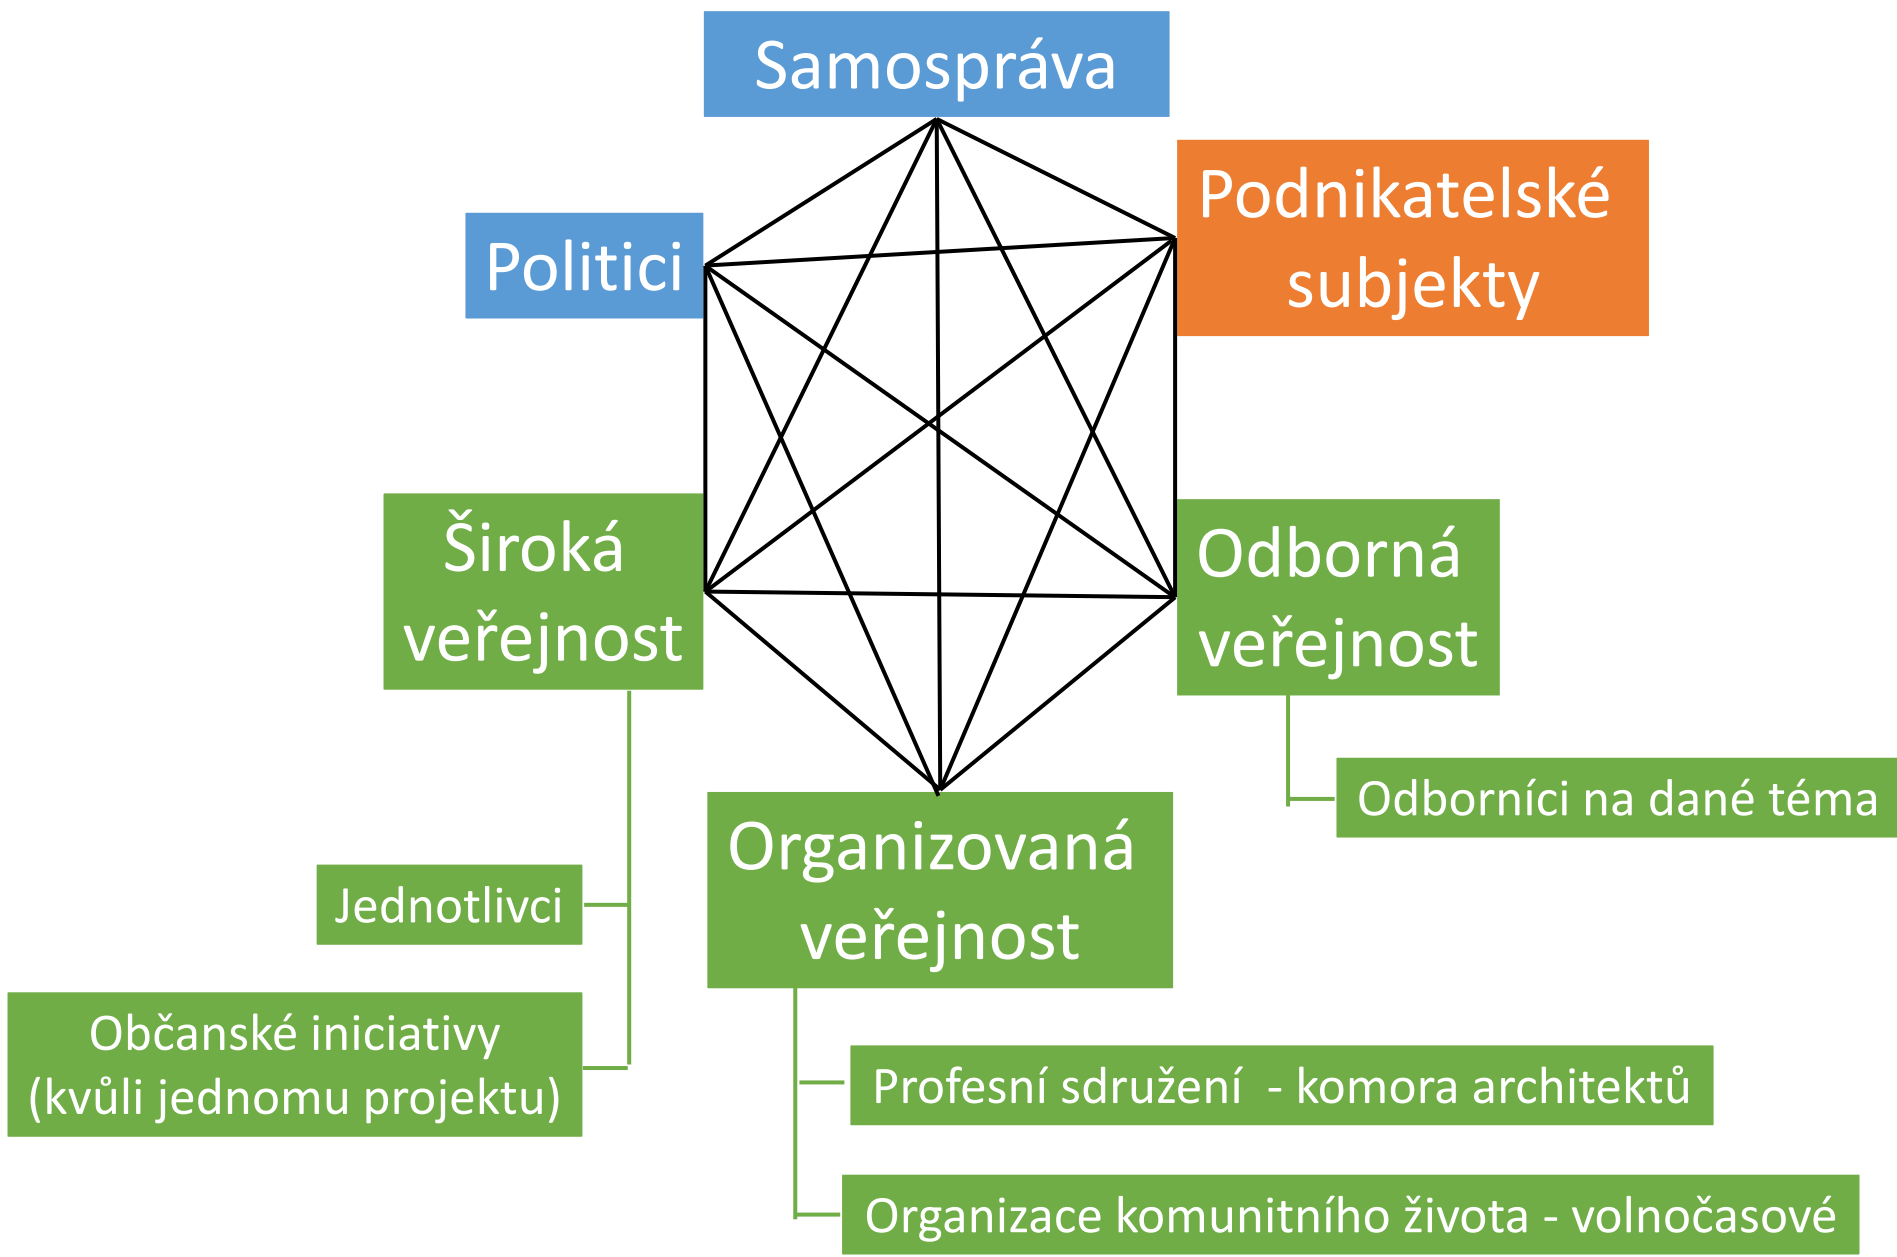 Samospráva
Podnikatelské
subjekty
Politici
Široká
veřejnost
Odborná
veřejnost
Odborníci na dané téma
Organizovaná
veřejnost
Jednotlivci
Občanské iniciativy
(kvůli jednomu projektu)
Profesní sdružení  - komora architektů
Organizace komunitního života - volnočasové